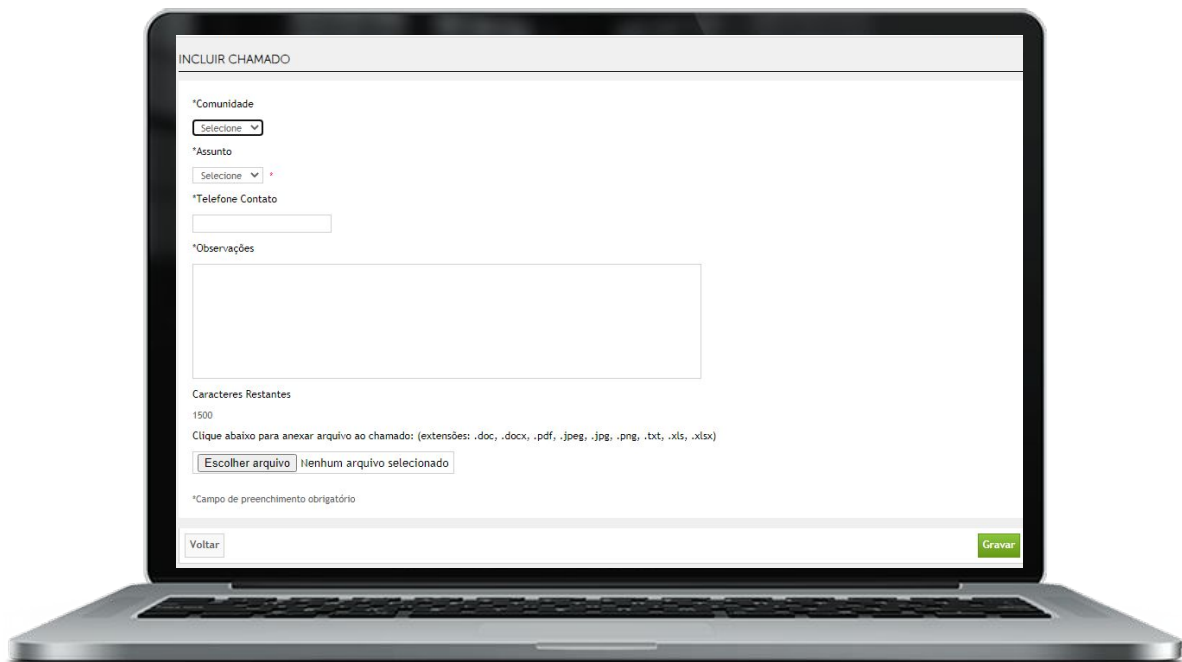 INCLUIR CHAMADO
*Comunidade
Selecione
*Assunto
Selecione *
*Telefone Contato
*Observações
Caracteres Restantes
1500
Clique abaixo para anexar arquivo ao chamado: (extensões: .doc, .docx, .pdf, .jpeg, .jpg, .png, .txt, .xls, .xlsx)
Escolher arquivo Nenhum arquivo selecionado
*Campo de preenchimento obrigatório
Voltar Gravar